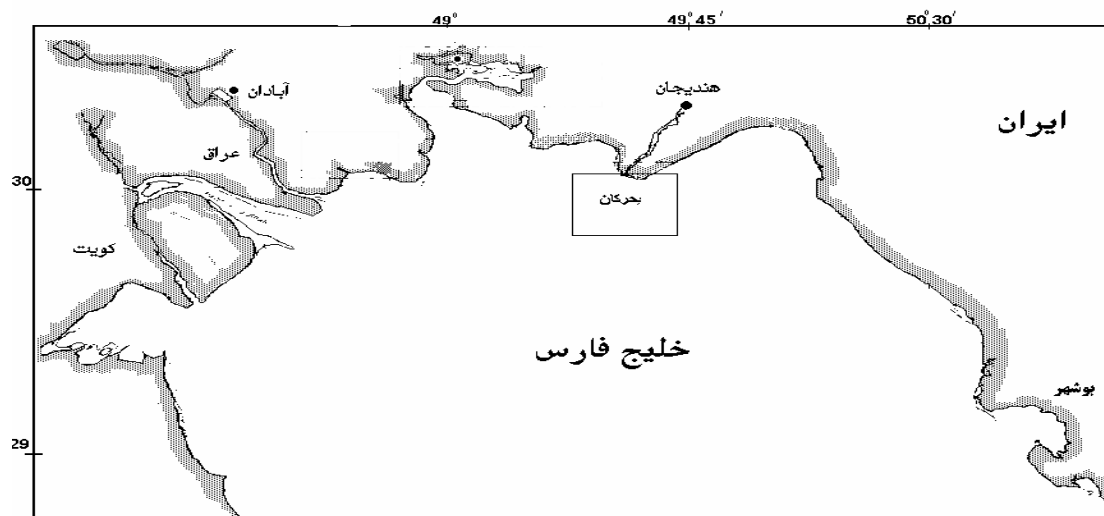 49°
49°45′
50°30′
هندیجان
آبادان
ایران
عراق
30
بحرکان
کویت
خلیج فارس
بوشهر
29